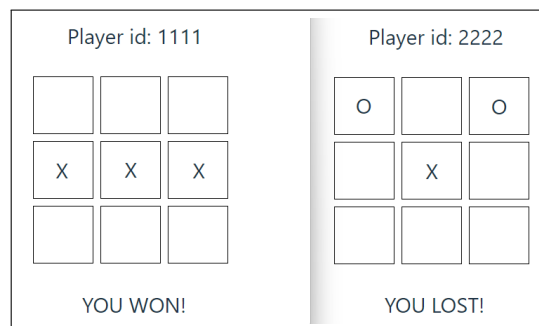 Player id: 1111
X X X
YOU WON!
Player id: 2222
O O
X
YOU LOST!